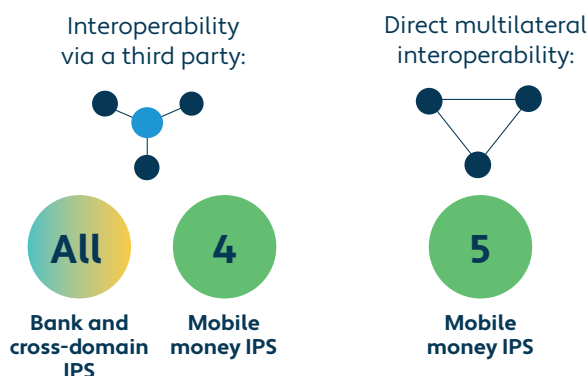 Interoperability
via a third party:
All
Bank and
cross-domain
IPS
4
Mobile
money IPS
Direct multilateral
interoperability:
5
Mobile
money IPS